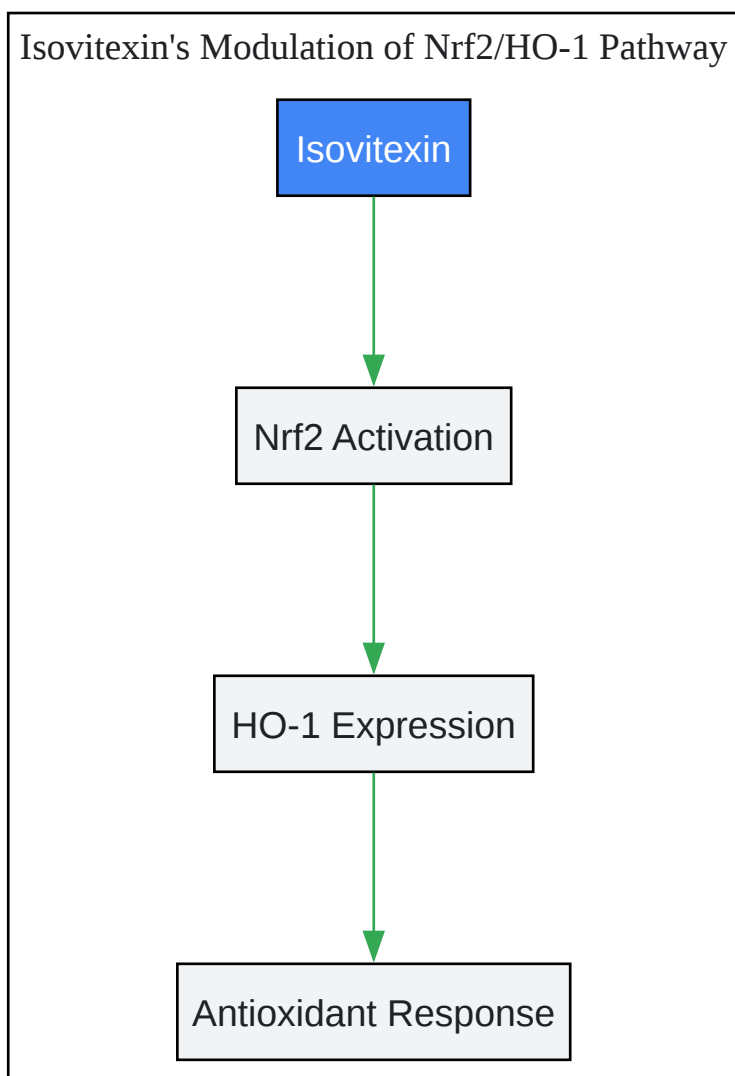 Isovitexin's Modulation of Nrf2/HO-1 Pathway
Isovitexin
Nrf2 Activation
HO-1 Expression
Antioxidant Response